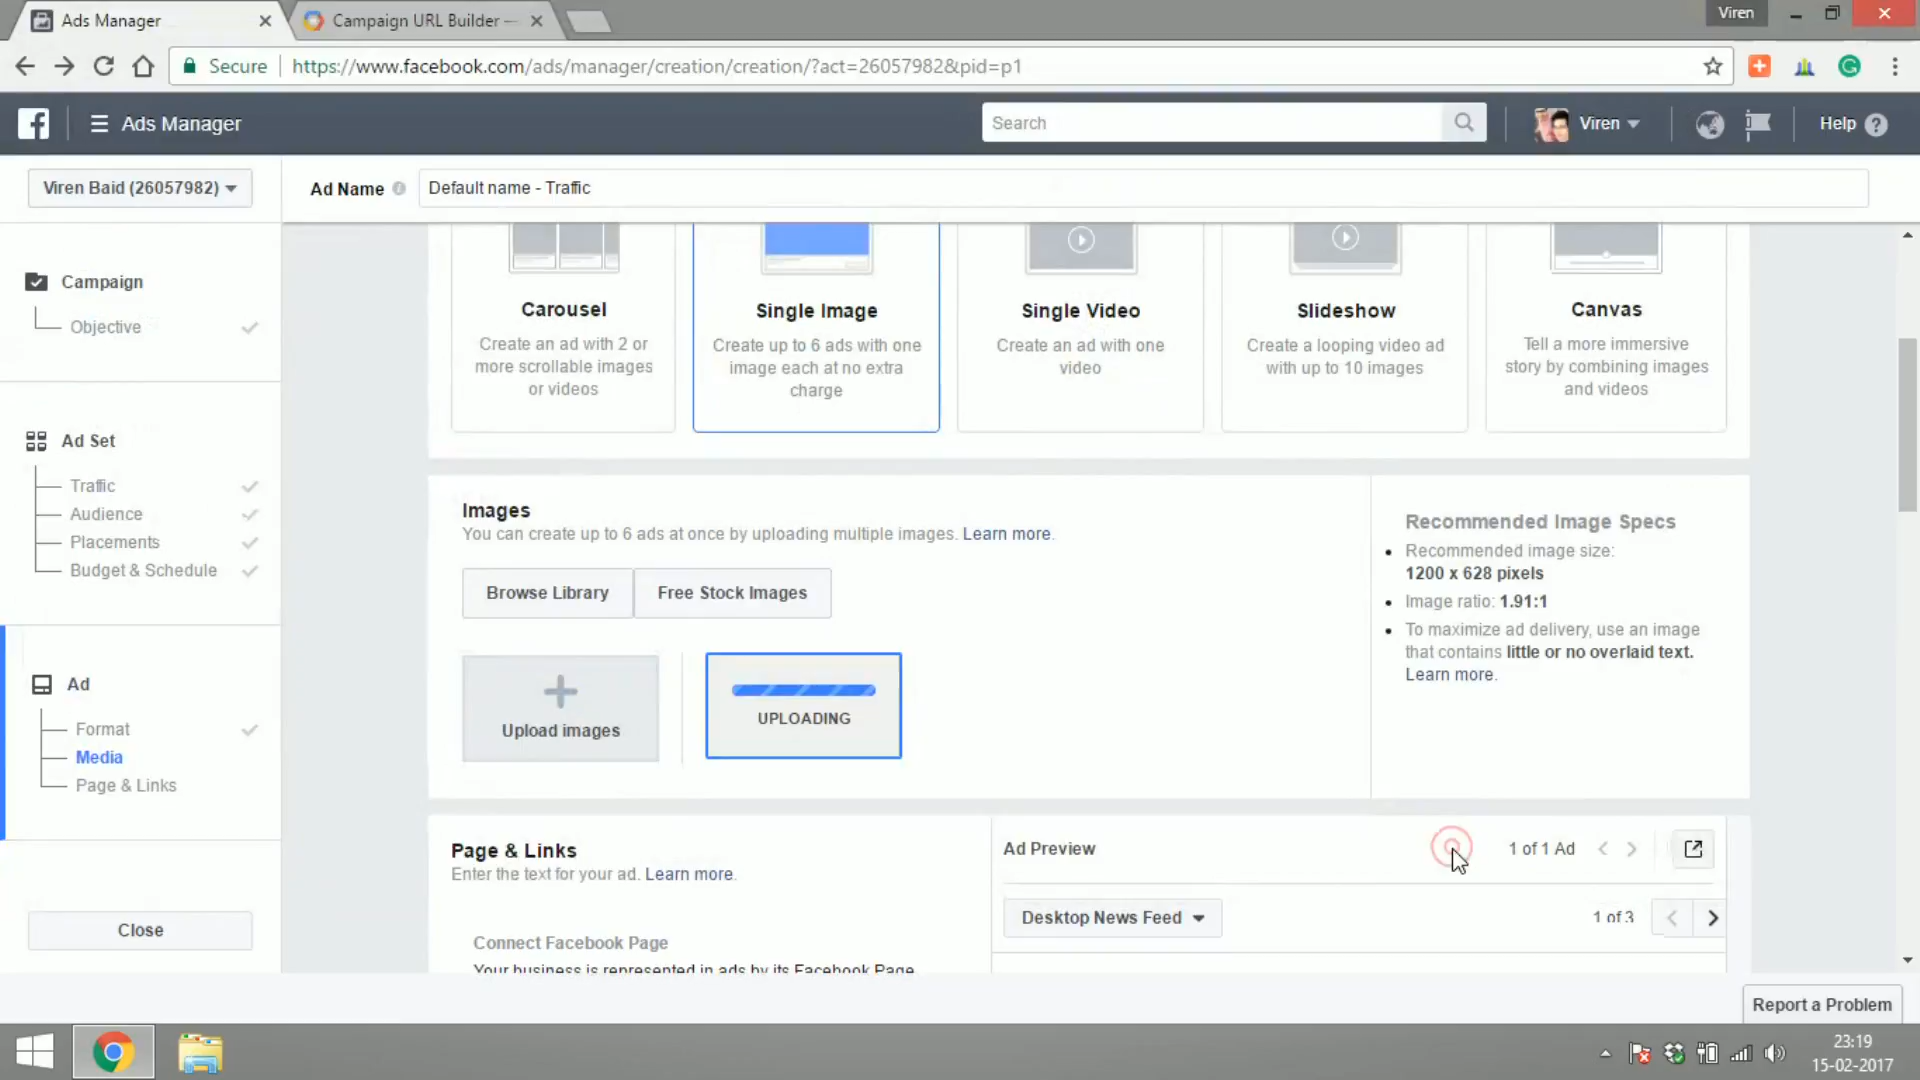 Ads Manager
Campaign URL Builder —
Viren
Secure
https://www.facebook.com/ads/manager/creation/creation/?act=26057982&pid=p1
Ads Manager
Search
Viren
Help
Viren Baid (26057982)
Ad Name
Default name - Traffic
Campaign
Objective
Ad Set
Traffic
Audience
Placements
Budget & Schedule
Ad
Format
Media
Page & Links
Close
Carousel
Create an ad with 2 or
more scrollable images
or videos
Single Image
Create up to 6 ads with one
image each at no extra
charge
Single Video
Create an ad with one
video
Slideshow
Create a looping video ad
with up to 10 images
Canvas
Tell a more immersive
story by combining images
and videos
Images
You can create up to 6 ads at once by uploading multiple images. Learn more.
Browse Library
Free Stock Images
Upload images
UPLOADING
Recommended Image Specs
Recommended image size:
1200 x 628 pixels
Image ratio: 1.91:1
To maximize ad delivery, use an image
that contains little or no overlaid text.
Learn more.
Page & Links
Enter the text for your ad. Learn more.
Connect Facebook Page
Your business is represented in ads by its Facebook Page
Ad Preview
1 of 1 Ad
Desktop News Feed
1 of 3
Report a Problem
23:19
15-02-2017